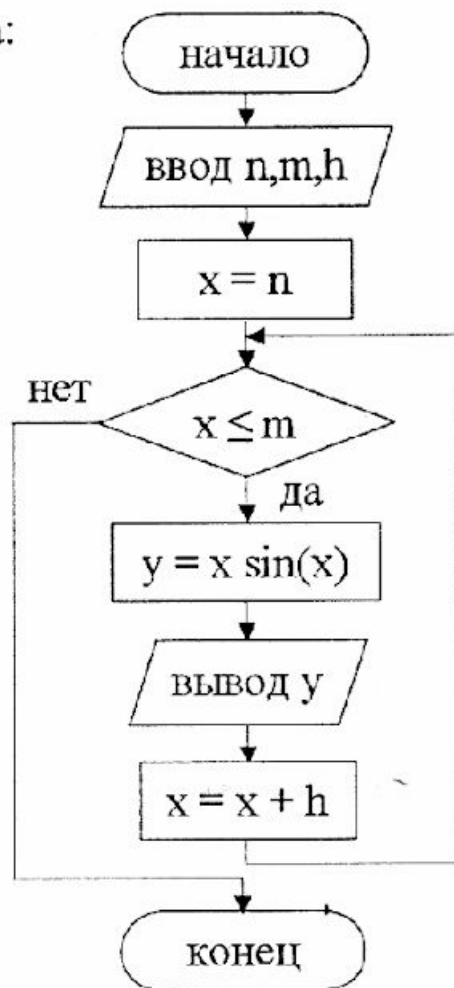 а:
начало
ввод n,m,h
x = n
нет
x ≤ m
да
y = x sin(x)
вывод y
x = x + h
конец